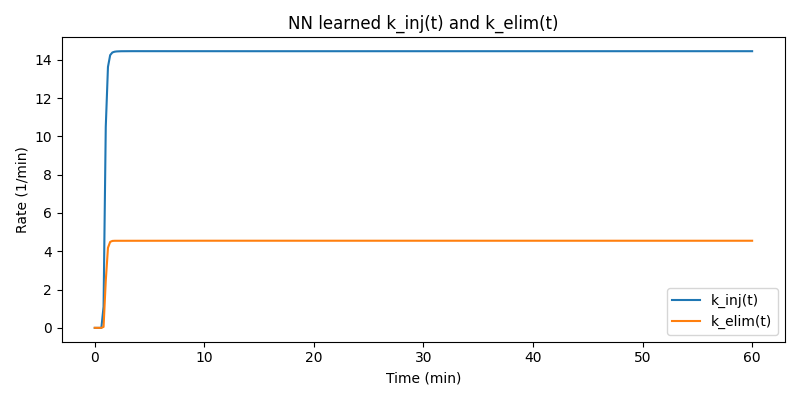 NN learned k_inj(t) and k_elim(t)
Rate (1/min)
14
12
10
8
6
4
2
0
k_inj(t)
k_elim(t)
0 10 20 30 40 50 60
Time (min)